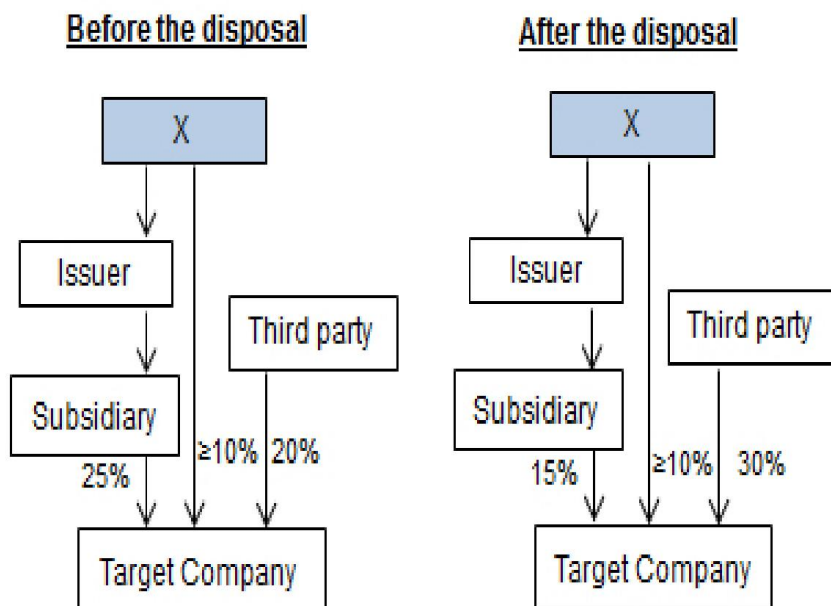 Before the disposal
X
Issuer
Third party
Subsidiary
25%
≥10%
20%
Target Company
After the disposal
X
Issuer
Third party
Subsidiary
15%
≥10%
30%
Target Company